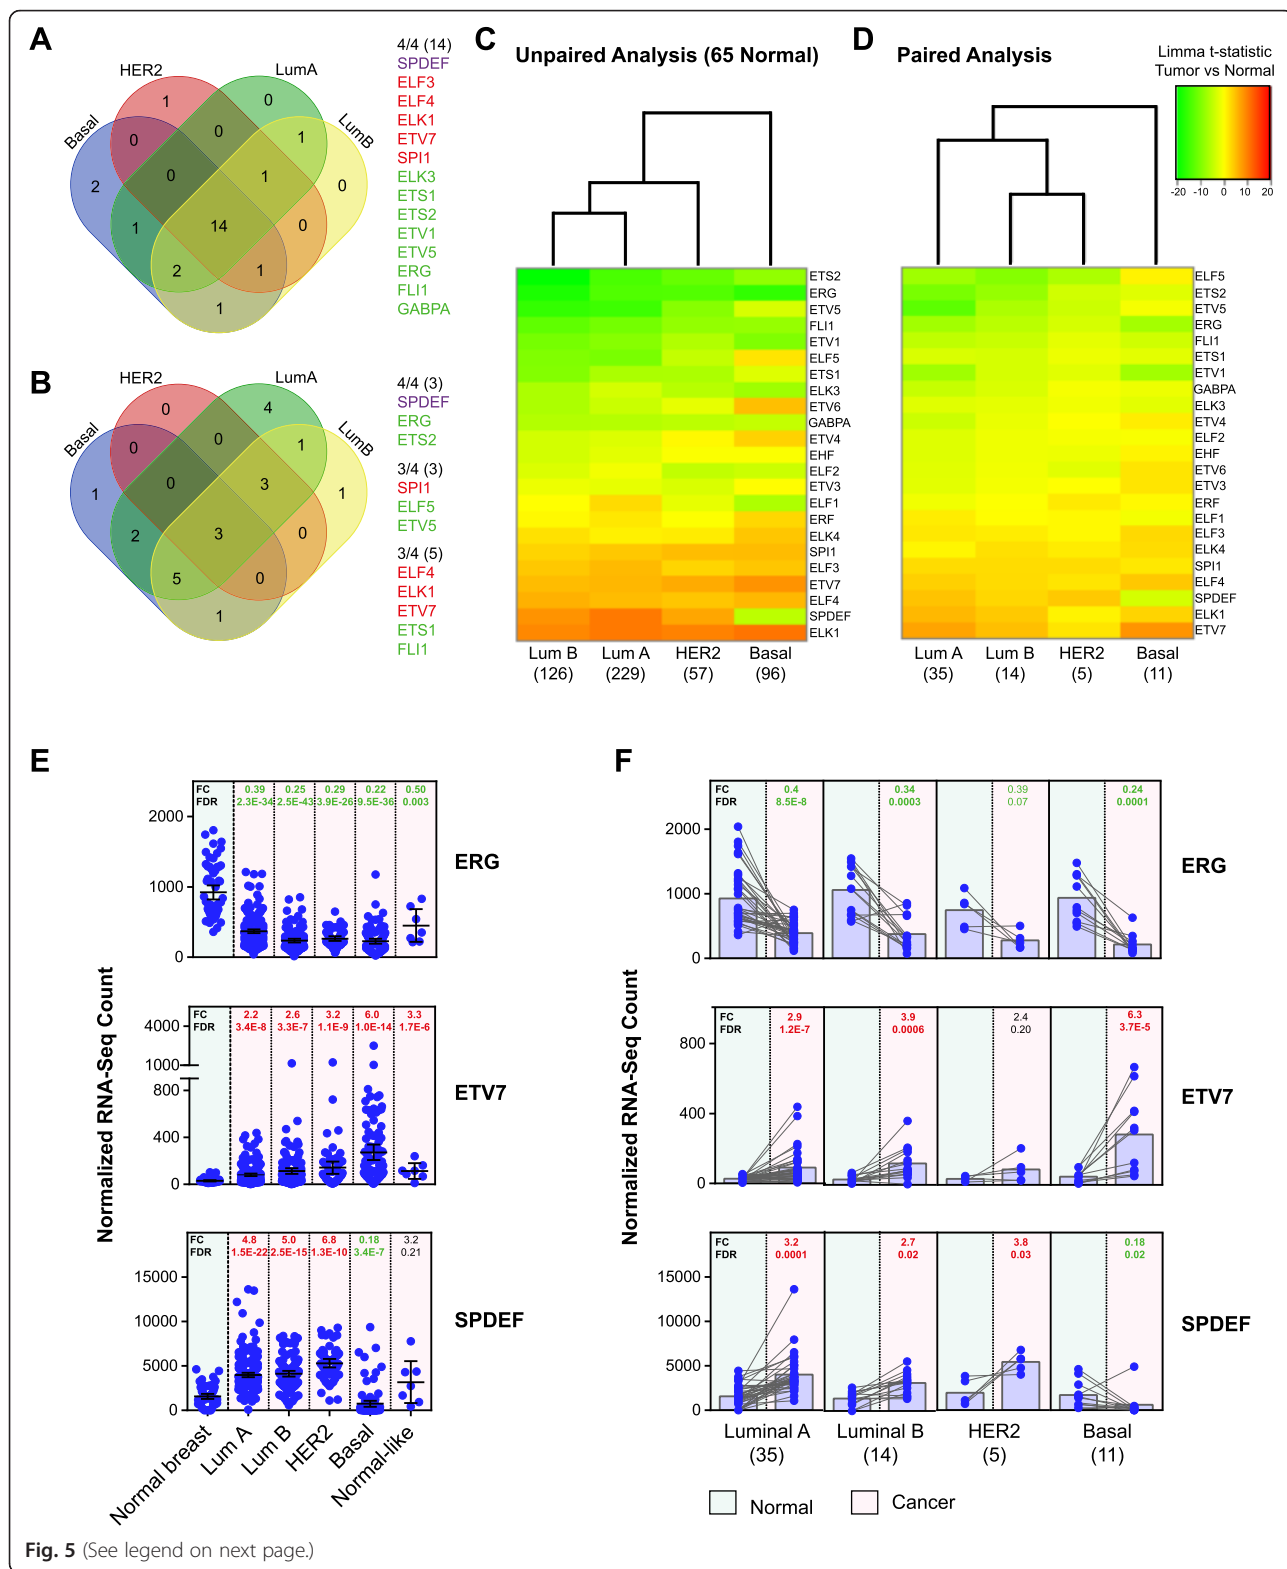 A
HER2
LumA
Basal
LumB
1
0
0
0
1
2
0
1
0
1
14
0
2
1
1
4/4 (14)
SPDEF
ELF3
ELF4
ELK1
ETV7
SPI1
ELK3
ETS1
ETS2
ETV1
ETV5
ERG
FLI1
GABPA
B
HER2
LumA
Basal
LumB
0
4
0
0
1
1
0
3
1
2
3
0
5
0
1
4/4 (3)
SPDEF
ERG
ETS2
3/4 (3)
SPI1
ELF5
ETV5
3/4 (5)
ELF4
ELK1
ETV7
ETS1
FLI1
C
Unpaired Analysis (65 Normal)
ETS2
ERG
ETV5
FLI1
ETV1
ELF5
ETS1
ELK3
ETV6
GABPA
ETV4
EHF
ELF2
ETV3
ELF1
ERF
ELK4
SPI1
ELF3
ETV7
ELF4
SPDEF
ELK1
Lum B Lum A HER2 Basal
(126) (229) (57) (96)
D
Paired Analysis
Limma t-statistic
Tumor vs Normal
-20 -10 0 10 20
ELF5
ETS2
ETV5
ERG
FLI1
ETS1
ETV1
GABPA
ELK3
ETV4
ELF2
EHF
ETV6
ETV3
ERF
ELF1
ELF3
ELK4
SPI1
ELF4
SPDEF
ELK1
ETV7
Lum A Lum B HER2 Basal
(35) (14) (5) (11)
E
Normalized RNA-Seq Count
FC 0.39 0.25 0.29 0.22 0.50
FDR 2.3E-34 2.5E-43 3.9E-26 9.5E-36 0.003
2000
1000
0
ERG
FC 2.2 2.6 3.2 6.0 3.3
FDR 3.4E-8 3.3E-7 1.1E-9 1.0E-14 1.7E-6
4000
1000
800
400
0
ETV7
FC 4.8 5.0 6.8 0.18 3.2
FDR 1.5E-22 2.5E-15 1.3E-10 3.4E-7 0.21
15000
10000
5000
0
SPDEF
Normal breast Lum A Lum B HER2 Basal Normal-like
F
Normalized RNA-Seq Count
FC 0.4 0.34 0.39 0.24
FDR 8.5E-8 0.0003 0.07 0.0001
2000
1000
0
ERG
FC 2.9 3.9 2.4 6.3
FDR 1.2E-7 0.0006 0.20 3.7E-5
800
400
0
ETV7
FC 3.2 2.7 3.8 0.18
FDR 0.0001 0.02 0.03 0.02
15000
10000
5000
0
SPDEF
Luminal A Luminal B HER2 Basal
(35) (14) (5) (11)
Normal Cancer
Fig. 5 (See legend on next page.)